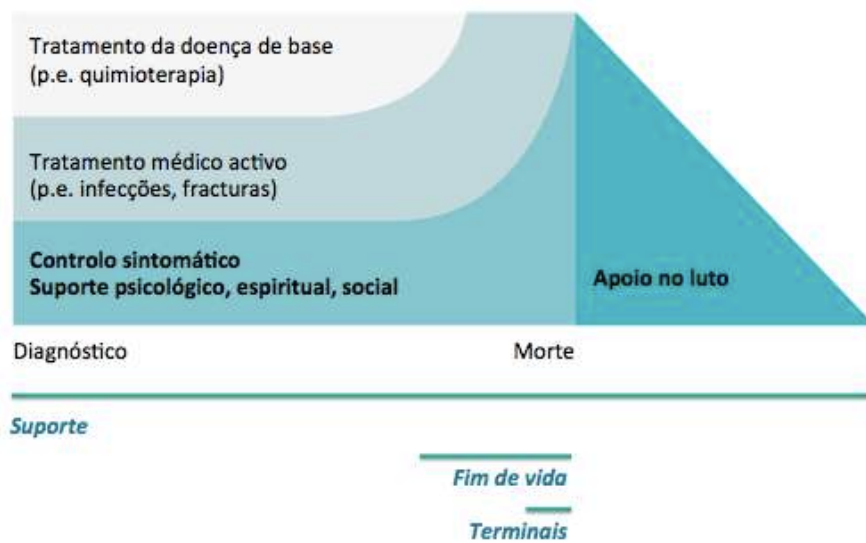 Tratamento da doença de base
(p.e. quimioterapia)
Tratamento médico activo
(p.e. infecções, fracturas)
Controlo sintomático
Suporte psicológico, espiritual, social
Apoio no luto
Diagnóstico
Morte
Suporte
Fim de vida
Terminais